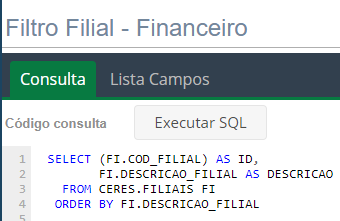 Filtro Filial - Financeiro
Consulta Lista Campos
Código consulta Executar SQL
1 SELECT (FI.COD_FILIAL) AS ID,
2 FI.DESCRICAO_FILIAL AS DESCRICAO
3 FROM CERES.FILIAIS FI
4 ORDER BY FI.DESCRICAO_FILIAL
5